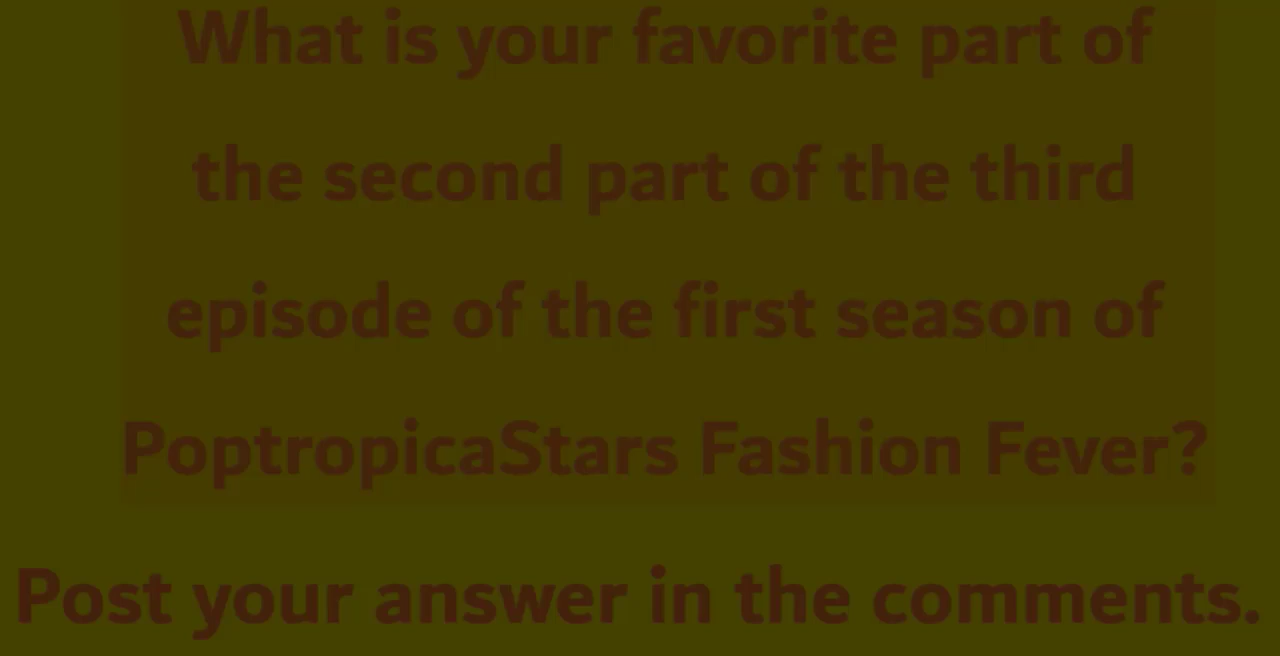 What is your favorite part of
the second part of the third
episode of the first season of
PoptropicaStars Fashion Fever?
Post your answer in the comments.